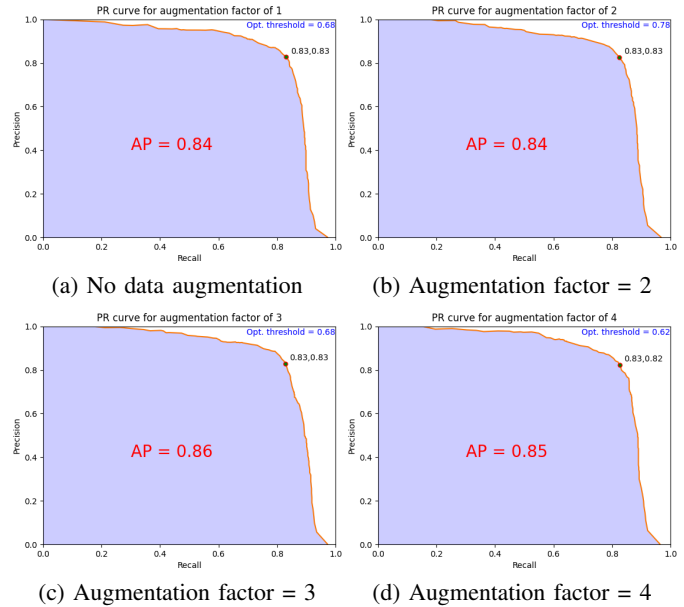 PR curve for augmentation factor of 1
Opt. threshold = 0.68
0.83,0.83
AP = 0.84
Precision
1.0
0.8
0.6
0.4
0.2
0.0
0.0 0.2 0.4 0.6 0.8 1.0
Recall
(a) No data augmentation
PR curve for augmentation factor of 2
Opt. threshold = 0.78
0.83,0.83
AP = 0.84
Precision
1.0
0.8
0.6
0.4
0.2
0.0
0.0 0.2 0.4 0.6 0.8 1.0
Recall
(b) Augmentation factor = 2
PR curve for augmentation factor of 3
Opt. threshold = 0.68
0.83,0.83
AP = 0.86
Precision
1.0
0.8
0.6
0.4
0.2
0.0
0.0 0.2 0.4 0.6 0.8 1.0
Recall
(c) Augmentation factor = 3
PR curve for augmentation factor of 4
Opt. threshold = 0.62
0.83,0.82
AP = 0.85
Precision
1.0
0.8
0.6
0.4
0.2
0.0
0.0 0.2 0.4 0.6 0.8 1.0
Recall
(d) Augmentation factor = 4